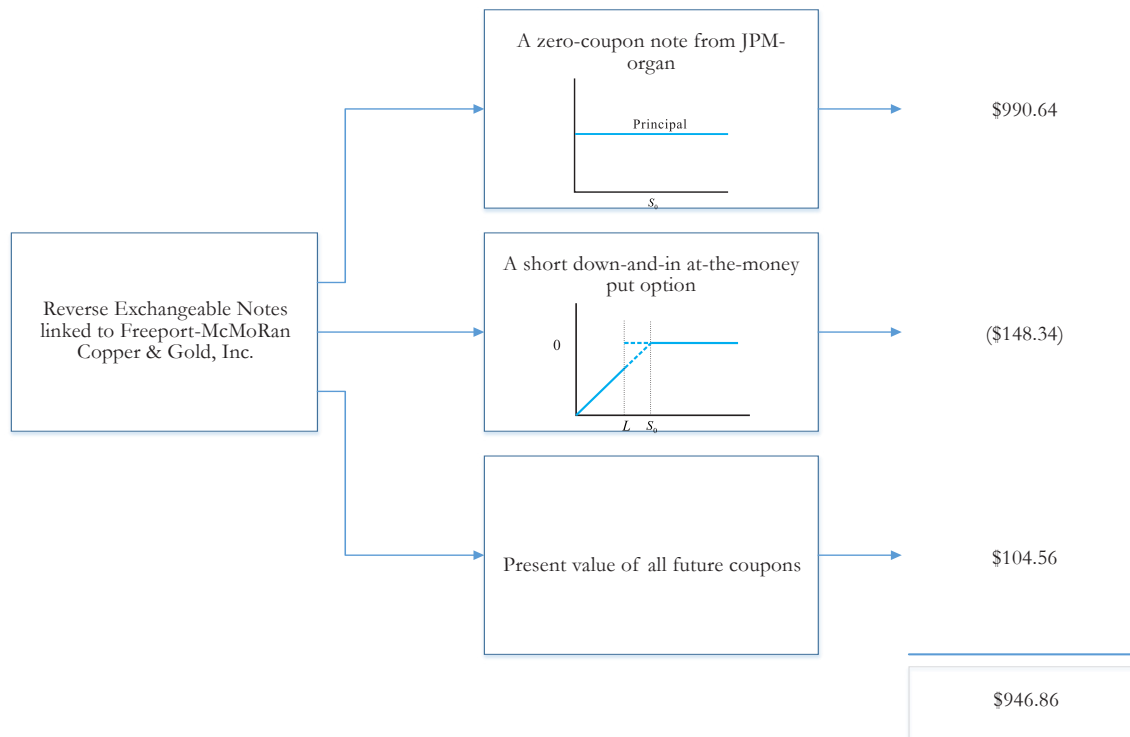 A zero-coupon note from JPM-
organ
Principal
S₀
$990.64
Reverse Exchangeable Notes
linked to Freeport-McMoRan
Copper & Gold, Inc.
A short down-and-in at-the-money
put option
0
L S₀
($148.34)
Present value of all future coupons
$104.56
$946.86